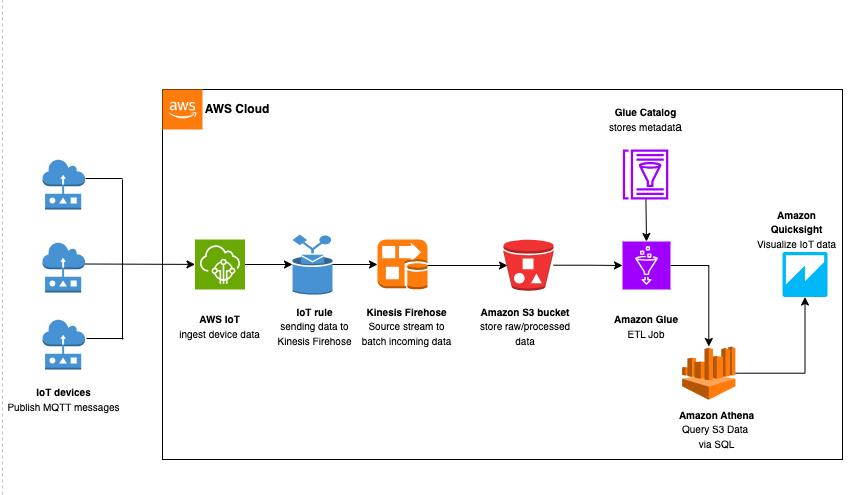 aws
AWS Cloud
Glue Catalog
stores metadata
Amazon
Quicksight
Visualize IoT data
AWS IoT
ingest device data
IoT rule
sending data to
Kinesis Firehose
Kinesis Firehose
Source stream to
batch incoming data
Amazon S3 bucket
store raw/processed
data
Amazon Glue
ETL Job
IoT devices
Publish MQTT messages
Amazon Athena
Query S3 Data
via SQL